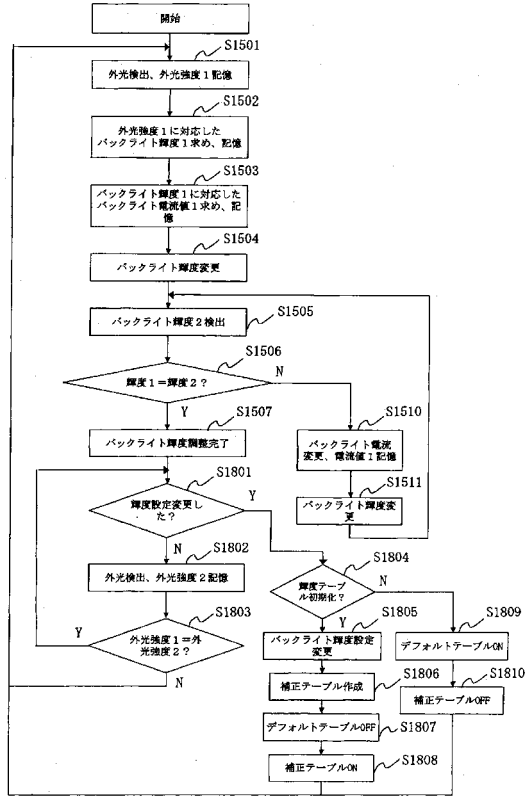 開始
S1501
外光検出、外光強度1記憶
S1502
外光強度1に対応した
バックライト輝度1求め、記憶
S1503
バックライト輝度1に対応した
バックライト電流値1求め、記
憶
S1504
バックライト輝度変更
S1505
バックライト輝度2検出
S1506
輝度1=輝度2?
N
Y
S1507
バックライト輝度調整完了
S1510
バックライト電流
変更、電流値1記憶
S1511
バックライト輝度変
更
S1801
輝度設定変更し
た?
Y
N
S1802
外光検出、外光強度2記憶
S1803
外光強度1=外
光強度2?
Y
N
S1804
輝度テーブ
ル初期化?
N
Y
S1805
バックライト輝度設定
変更
S1806
補正テーブル作成
S1807
デフォルトテーブルOFF
S1808
補正テーブルON
S1809
デフォルトテーブルON
S1810
補正テーブルOFF